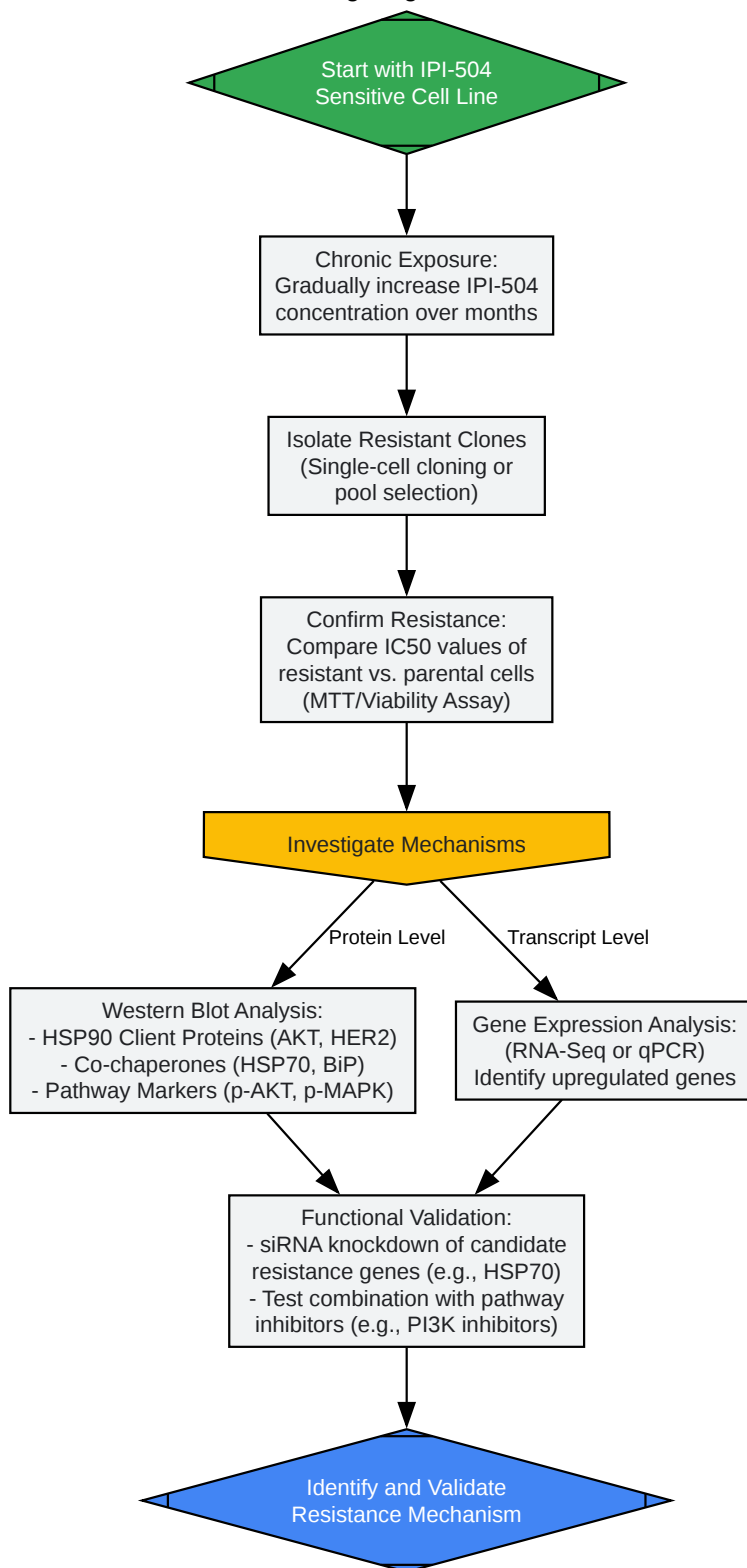 Start with IPI-504
Sensitive Cell Line
Chronic Exposure:
Gradually increase IPI-504
concentration over months
Isolate Resistant Clones
(Single-cell cloning or
pool selection)
Confirm Resistance:
Compare IC50 values of
resistant vs. parental cells
(MTT/Viability Assay)
Investigate Mechanisms
Protein Level
Transcript Level
Western Blot Analysis:
- HSP90 Client Proteins (AKT, HER2)
- Co-chaperones (HSP70, BiP)
- Pathway Markers (p-AKT, p-MAPK)
Gene Expression Analysis:
(RNA-Seq or qPCR)
Identify upregulated genes
Functional Validation:
- siRNA knockdown of candidate
resistance genes (e.g., HSP70)
- Test combination with pathway
inhibitors (e.g., PI3K inhibitors)
Identify and Validate
Resistance Mechanism